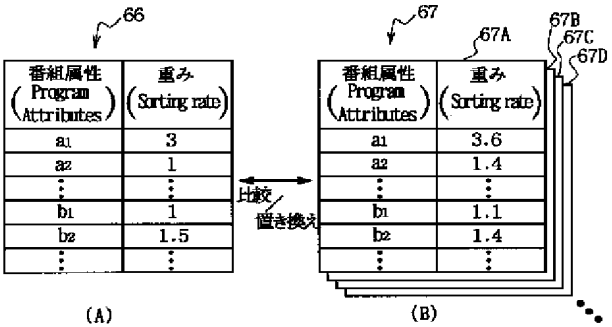 66
番組属性
(Program
Attributes)
重み
(Sorting rate)
a1 3
a2 1
b1 1
b2 1.5
(A)
比較
置き換え
67
67A
67B
67C
67D
番組属性
(Program
Attributes)
重み
(Sorting rate)
a1 3.6
a2 1.4
b1 1.1
b2 1.4
(B)